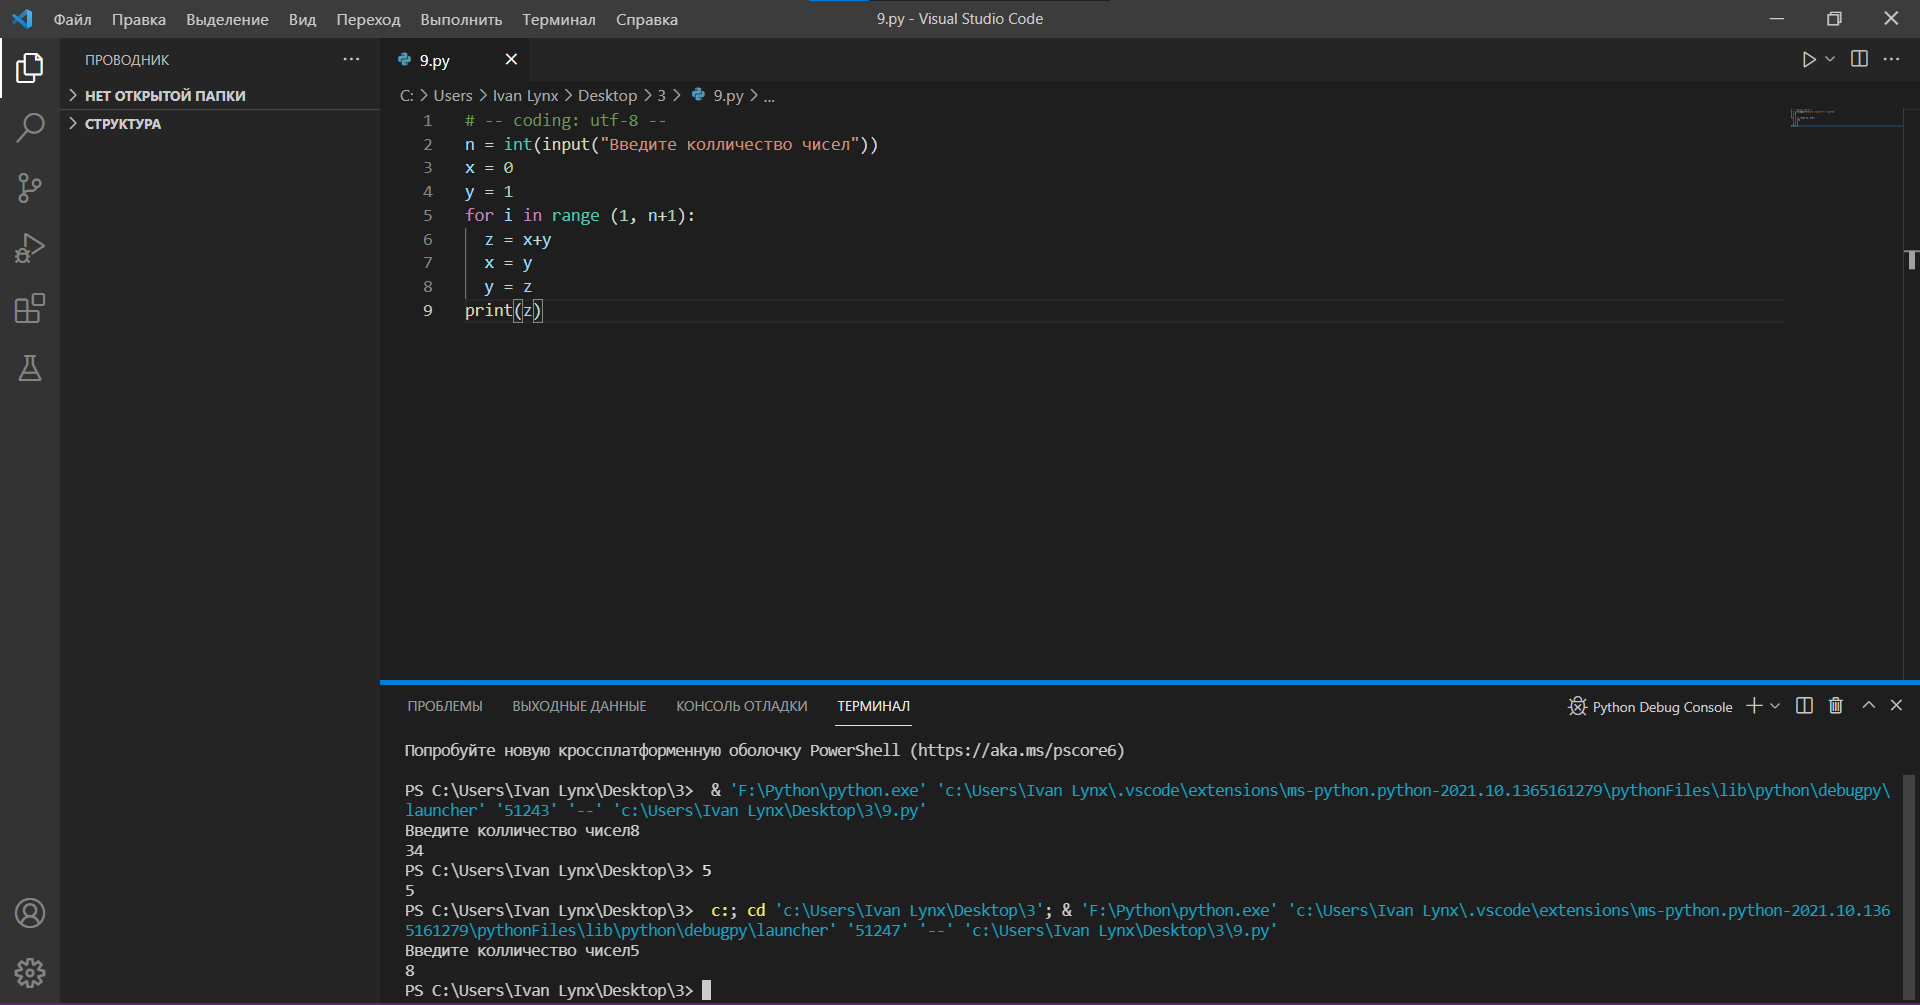 Файл Правка Выделение Вид Переход Выполнить Терминал Справка 9.py - Visual Studio Code
ПРОВОДНИК
НЕТ ОТКРЫТОЙ ПАПКИ
СТРУКТУРА
9.py
C: > Users > Ivan Lynx > Desktop > 3 > 9.py > ...
1 # -- coding: utf-8 --
2 n = int(input("Введите колличество чисел"))
3 x = 0
4 y = 1
5 for i in range (1, n+1):
6 z = x+y
7 x = y
8 y = z
9 print(z)
ПРОБЛЕМЫ ВЫХОДНЫЕ ДАННЫЕ КОНСОЛЬ ОТЛАДКИ ТЕРМИНАЛ Python Debug Console
Попробуйте новую кроссплатформенную оболочку PowerShell (https://aka.ms/pscore6)
PS C:\Users\Ivan Lynx\Desktop\3>  & 'F:\Python\python.exe' 'c:\Users\Ivan Lynx\.vscode\extensions\ms-python.python-2021.10.1365161279\pythonFiles\lib\python\debugpy\
launcher' '51243' '--' 'c:\Users\Ivan Lynx\Desktop\3\9.py'
Введите колличество чисел8
34
PS C:\Users\Ivan Lynx\Desktop\3> 5
5
PS C:\Users\Ivan Lynx\Desktop\3>  c:; cd 'c:\Users\Ivan Lynx\Desktop\3'; & 'F:\Python\python.exe' 'c:\Users\Ivan Lynx\.vscode\extensions\ms-python.python-2021.10.136
5161279\pythonFiles\lib\python\debugpy\launcher' '51247' '--' 'c:\Users\Ivan Lynx\Desktop\3\9.py'
Введите колличество чисел5
8
PS C:\Users\Ivan Lynx\Desktop\3>